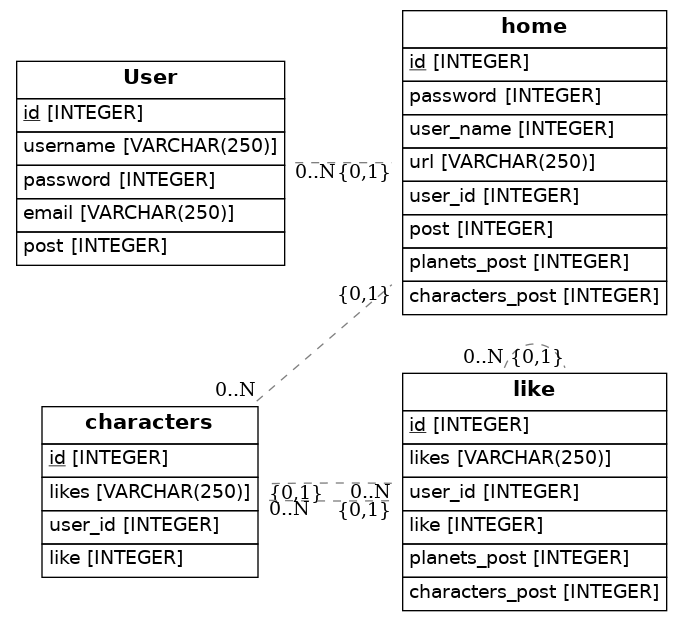 User
id [INTEGER]
username [VARCHAR(250)]
password [INTEGER]
email [VARCHAR(250)]
post [INTEGER]
0..N {0,1}
home
id [INTEGER]
password [INTEGER]
user_name [INTEGER]
url [VARCHAR(250)]
user_id [INTEGER]
post [INTEGER]
planets_post [INTEGER]
characters_post [INTEGER]
{0,1}
0..N
characters
id [INTEGER]
likes [VARCHAR(250)]
user_id [INTEGER]
like [INTEGER]
{0,1} 0..N
0..N {0,1}
0..N {0,1}
like
id [INTEGER]
likes [VARCHAR(250)]
user_id [INTEGER]
like [INTEGER]
planets_post [INTEGER]
characters_post [INTEGER]